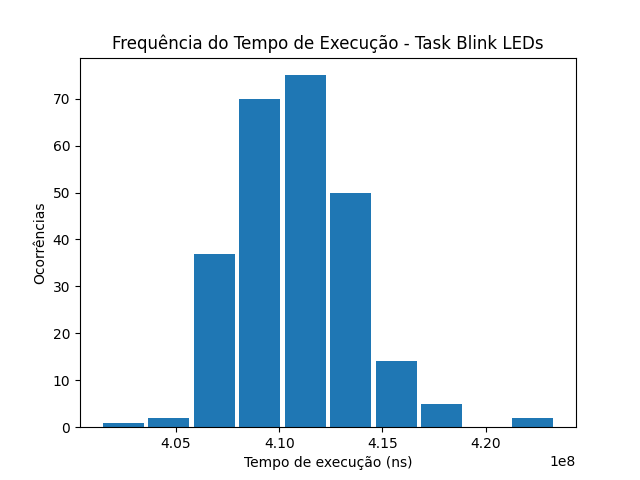 Frequência do Tempo de Execução - Task Blink LEDs
70
60
50
40
30
20
10
0
Ocorrências
4.05 4.10 4.15 4.20
1e8
Tempo de execução (ns)